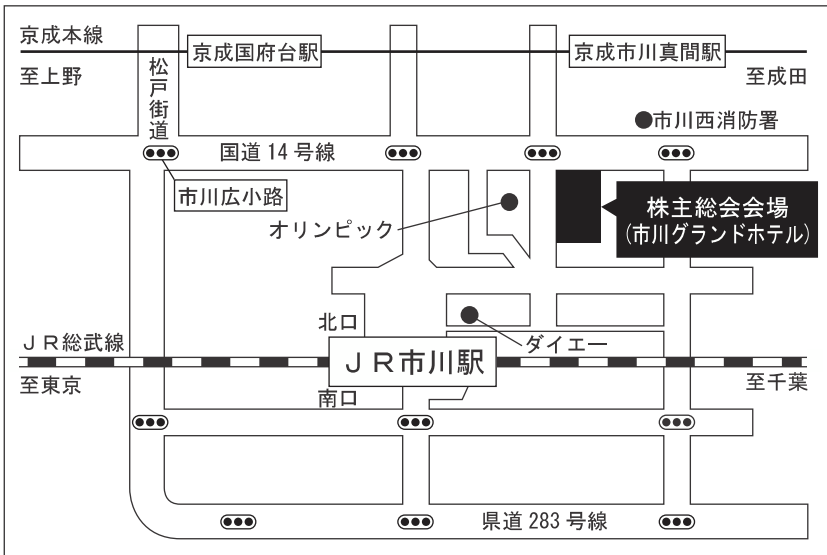 京成本線
京成国府台駅
京成市川真間駅
至上野
至成田
松戸街道
市川西消防署
国道14号線
市川広小路
オリンピック
株主総会会場
(市川グランドホテル)
北口
ダイエー
JR総武線
JR市川駅
至東京
至千葉
南口
県道283号線